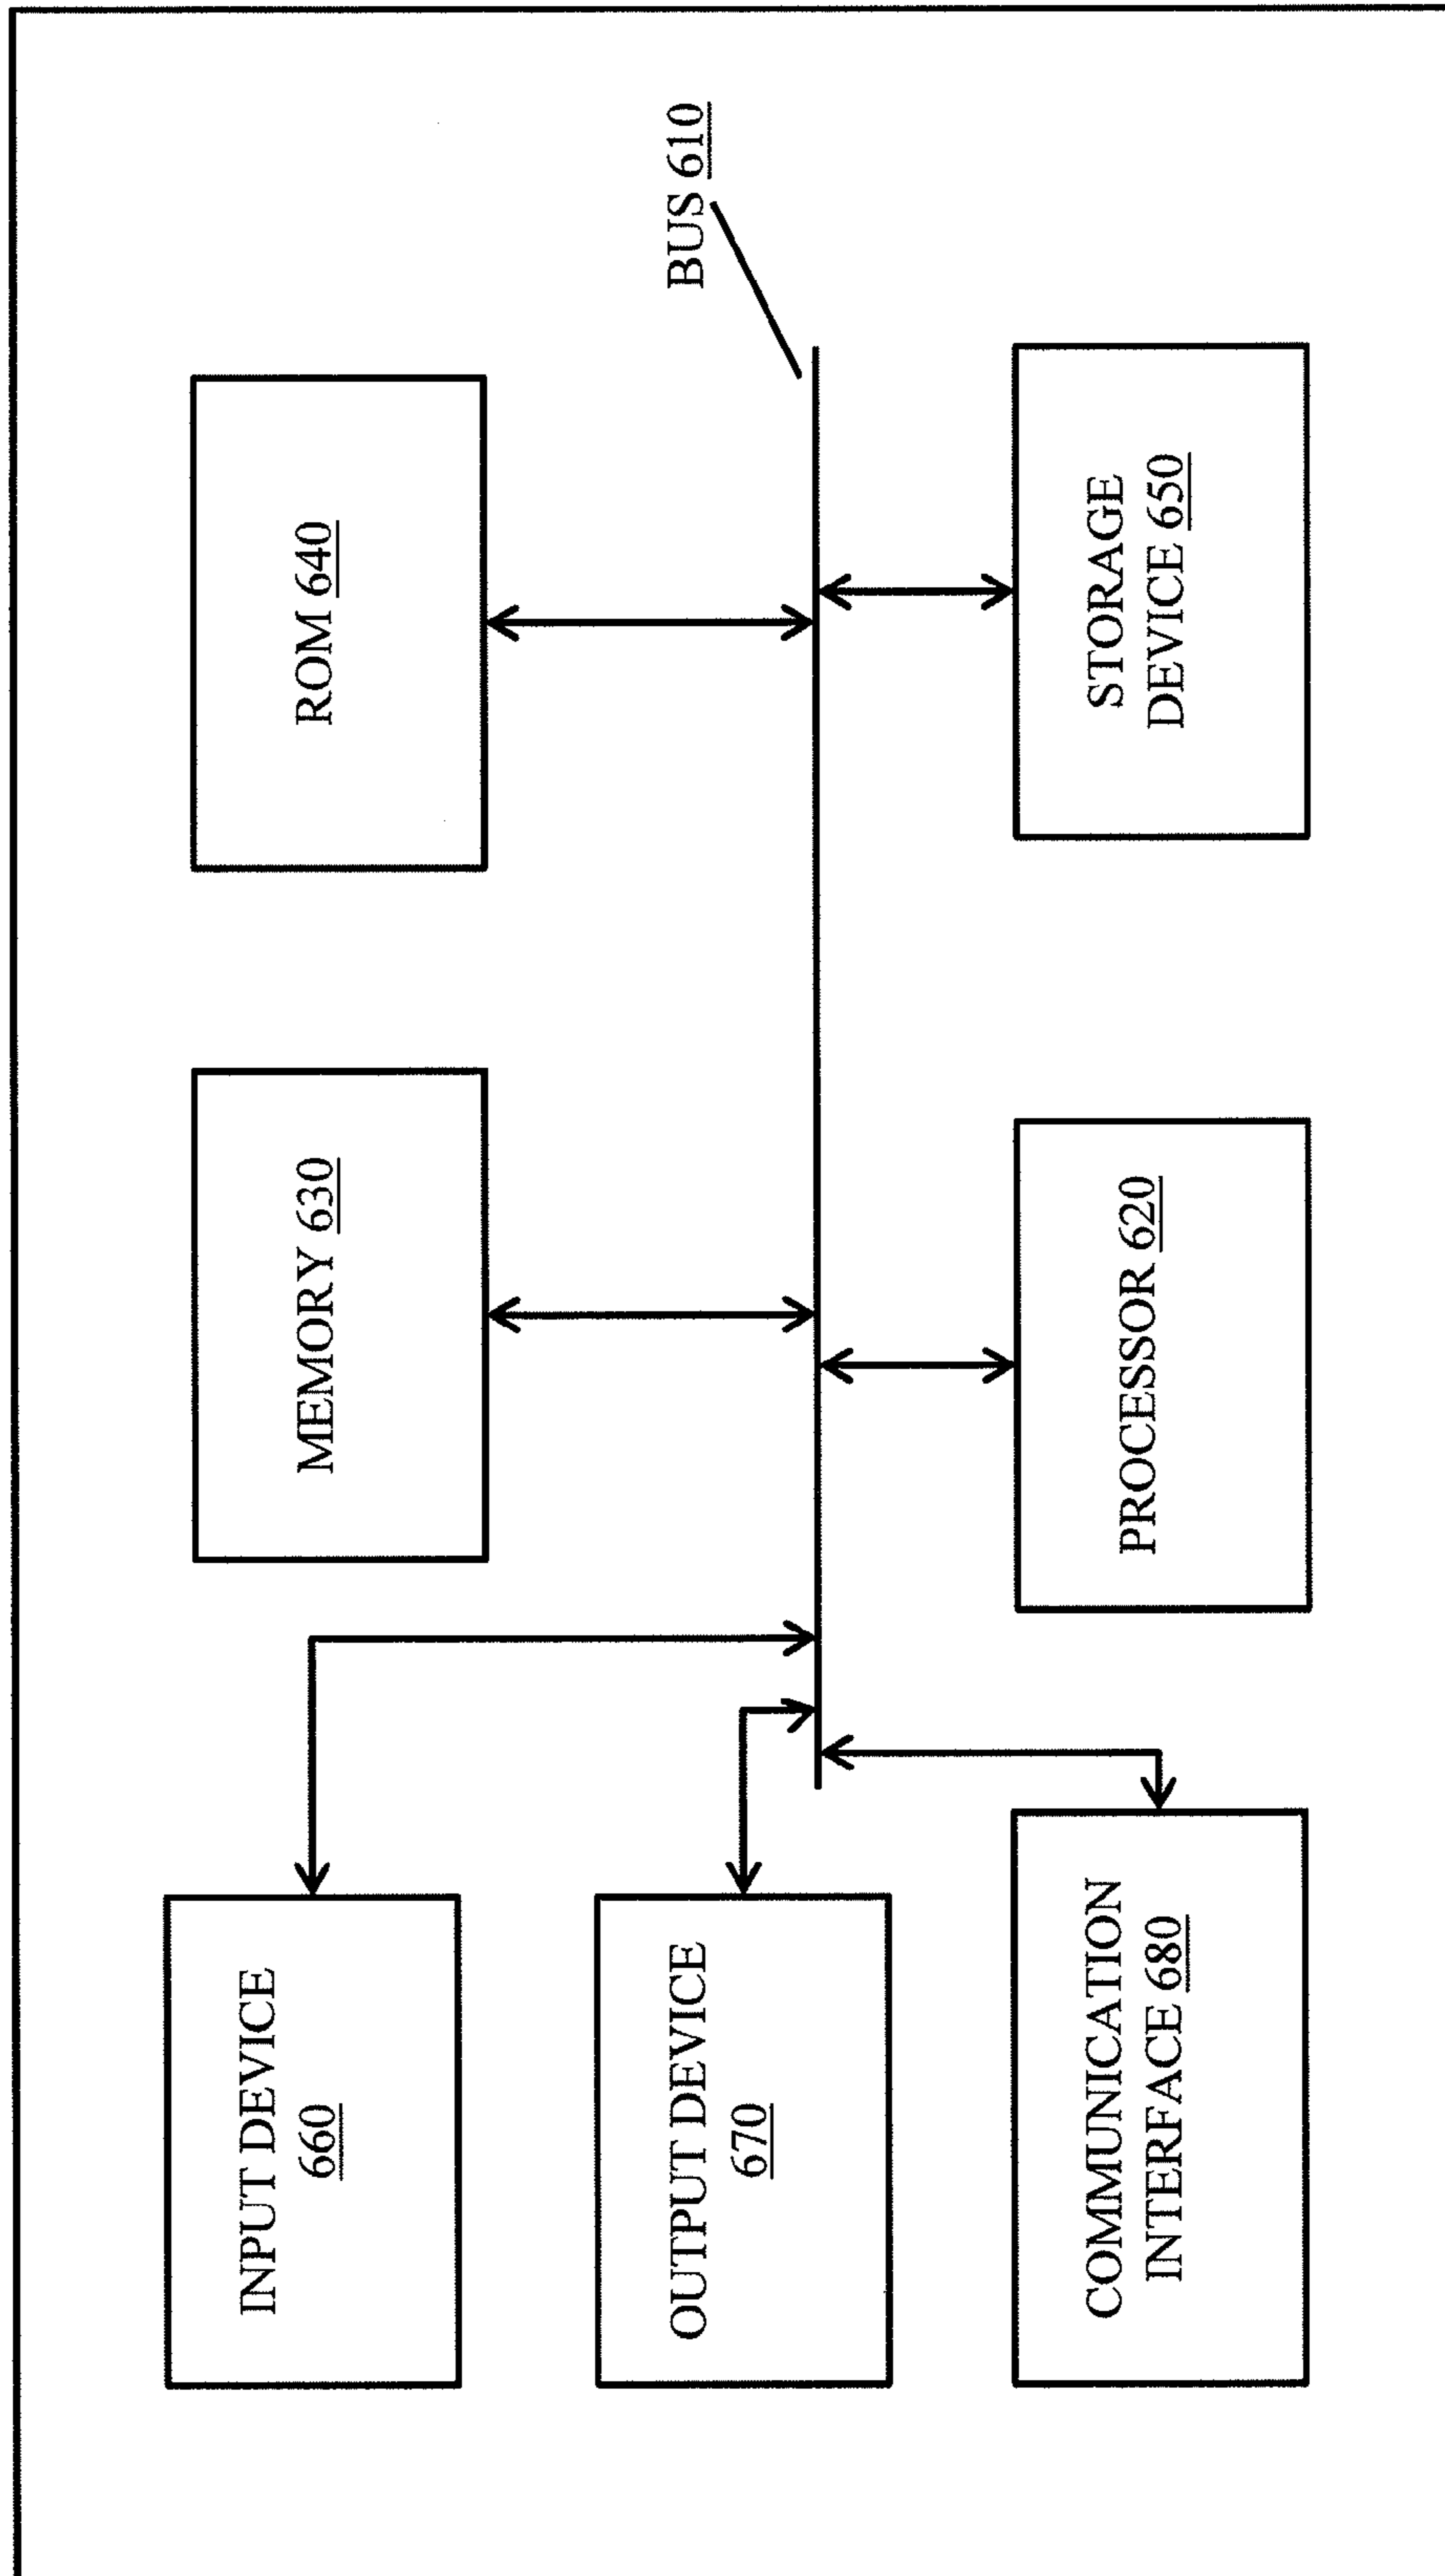 INPUT DEVICE
660
MEMORY 630
ROM 640
OUTPUT DEVICE
670
BUS 610
COMMUNICATION
INTERFACE 680
PROCESSOR 620
STORAGE
DEVICE 650